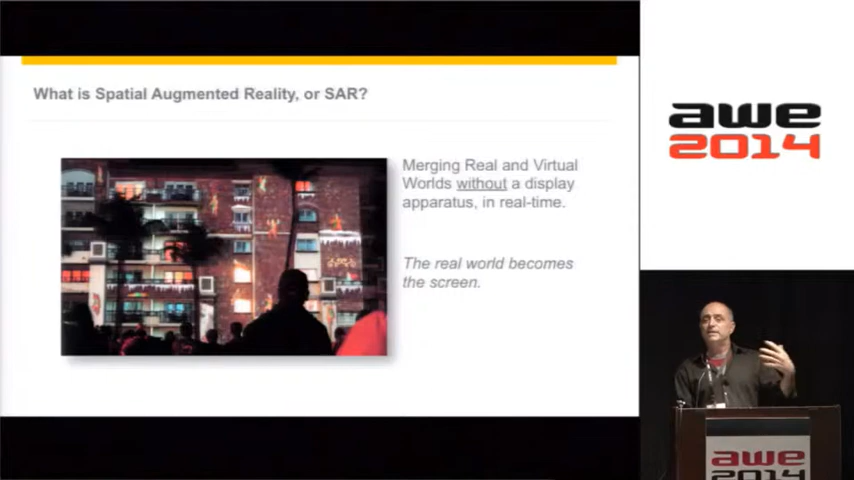 What is Spatial Augmented Reality, or SAR?
Merging Real and Virtual
Worlds without a display
apparatus, in real-time.
The real world becomes
the screen.
awe
2014
awe
2014